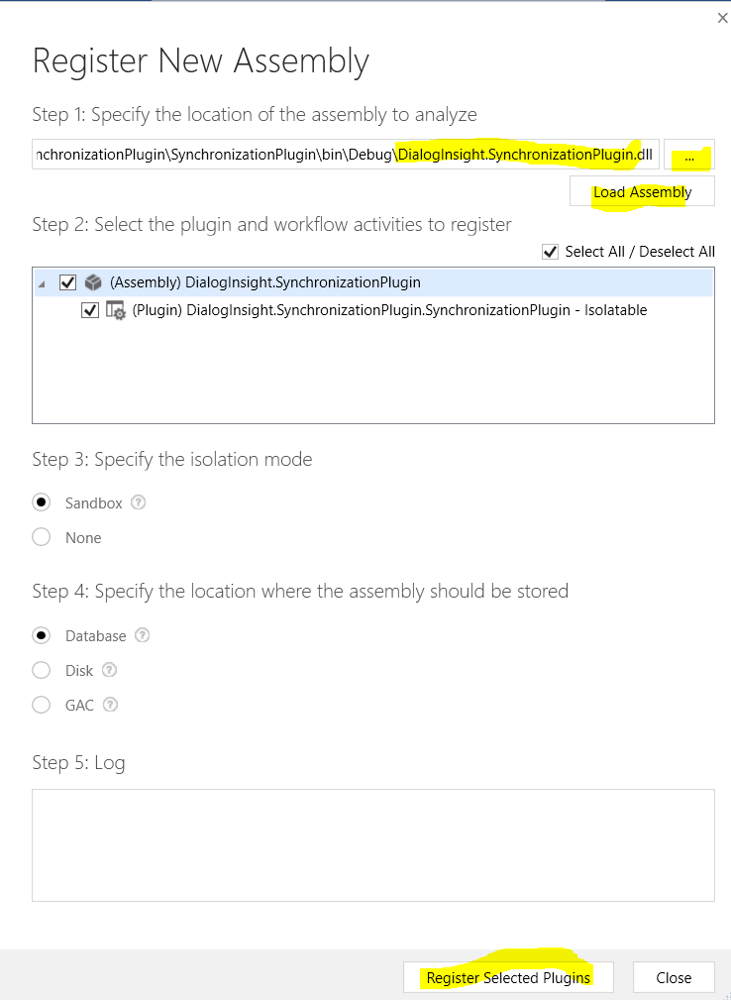 Register New Assembly
Step 1: Specify the location of the assembly to analyze
nchronizationPlugin\SynchronizationPlugin\bin\Debug\DialogInsight.SynchronizationPlugin.dll ...
Load Assembly
Step 2: Select the plugin and workflow activities to register
Select All / Deselect All
(Assembly) DialogInsight.SynchronizationPlugin
(Plugin) DialogInsight.SynchronizationPlugin.SynchronizationPlugin - Isolatable
Step 3: Specify the isolation mode
Sandbox ?
None
Step 4: Specify the location where the assembly should be stored
Database ?
Disk ?
GAC ?
Step 5: Log
Register Selected Plugins Close